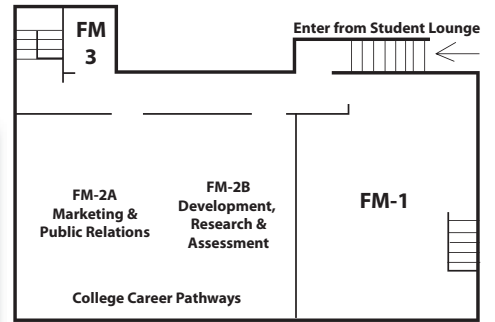 FM
3
Enter from Student Lounge
FM-2A
Marketing &
Public Relations
FM-2B
Development,
Research &
Assessment
FM-1
College Career Pathways